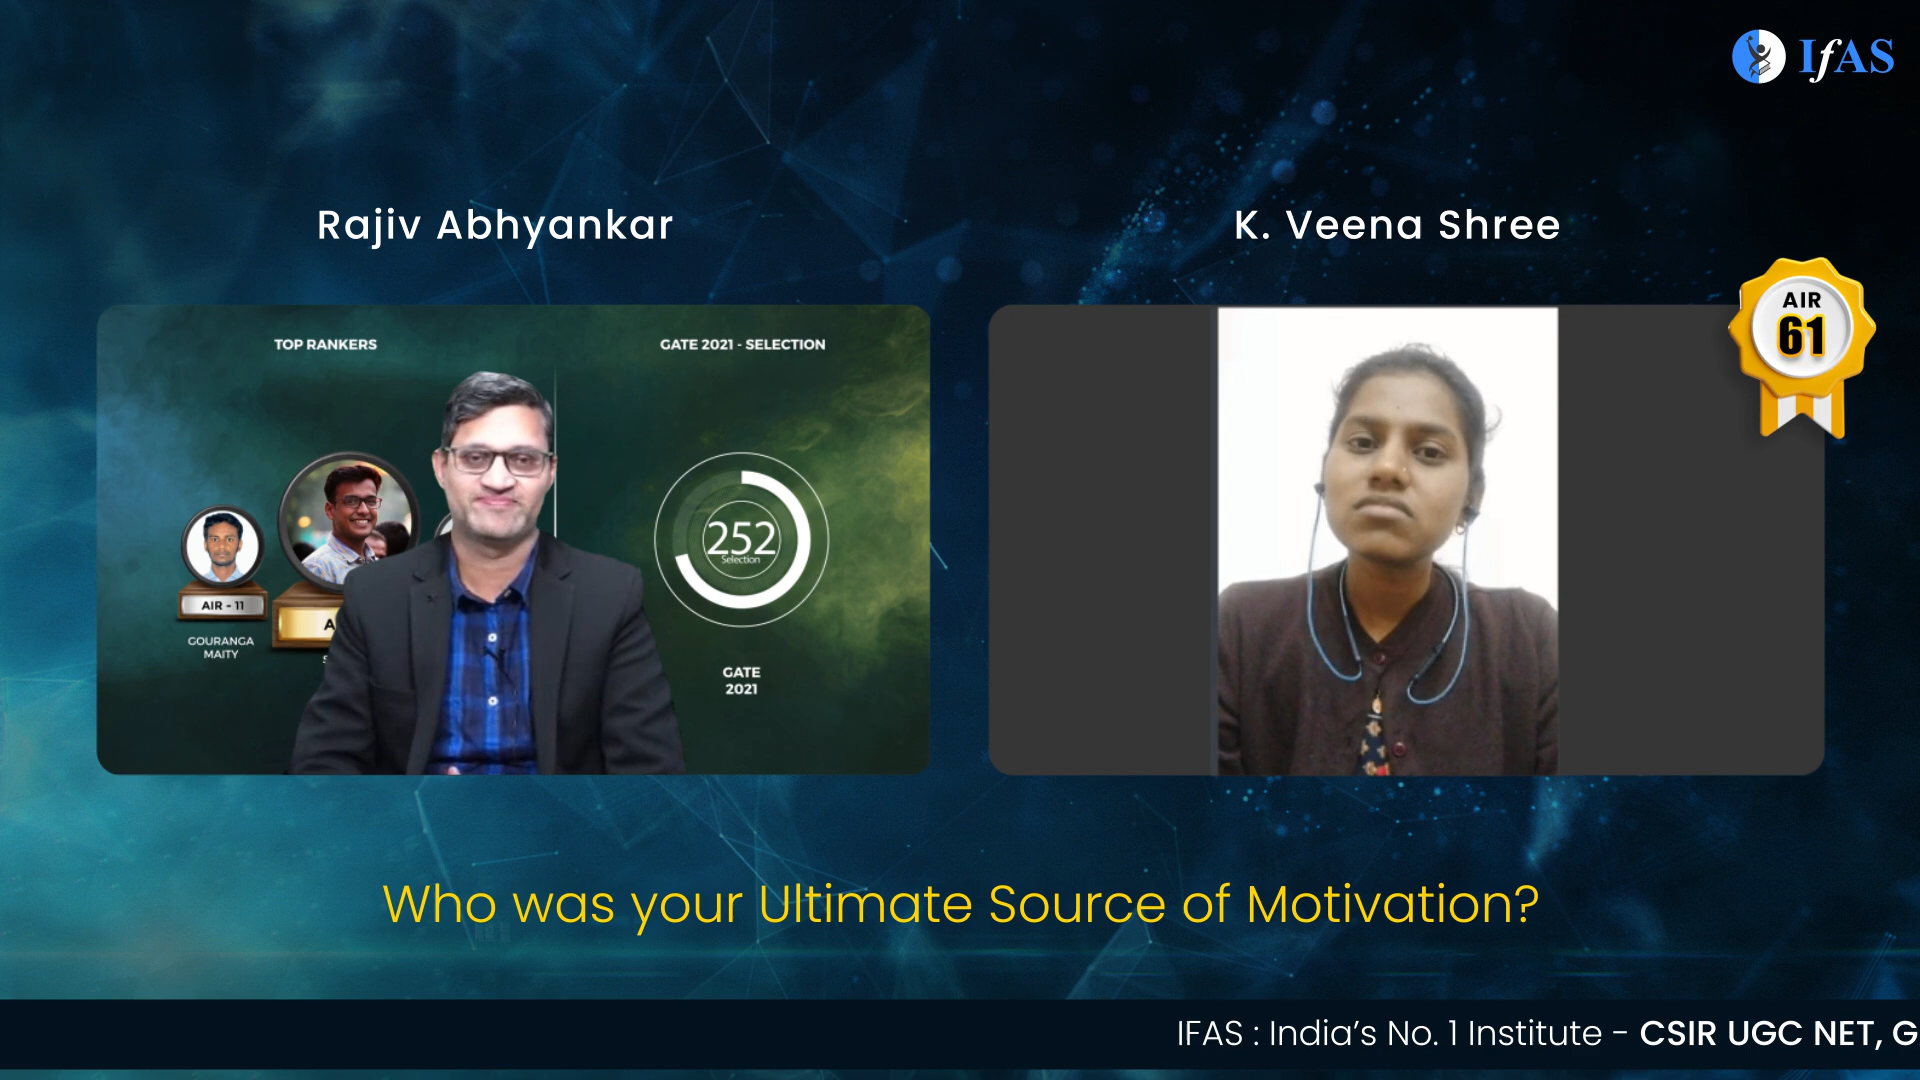 IfAS
Rajiv Abhyankar
K. Veena Shree
AIR
61
TOP RANKERS
GATE 2021 - SELECTION
252
Selection
AIR - 11
GOURANGA
MAITY
GATE
2021
Who was your Ultimate Source of Motivation?
IFAS : India's No. 1 Institute - CSIR UGC NET, G